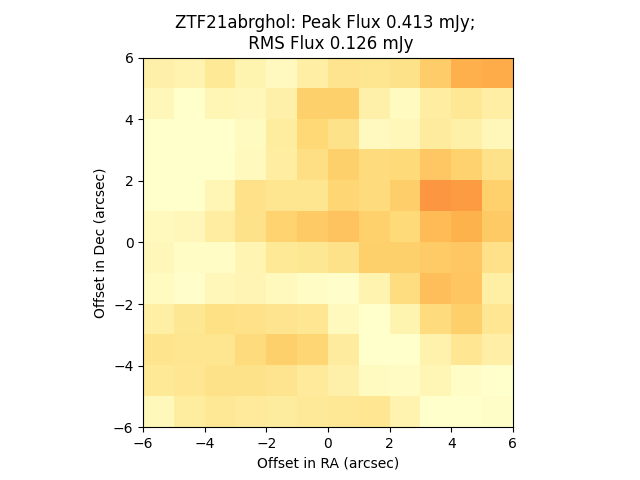 ZTF21abrghol: Peak Flux 0.413 mJy;
RMS Flux 0.126 mJy
6
4
2
0
−2
−4
−6
Offset in Dec (arcsec)
−6 −4 −2 0 2 4 6
Offset in RA (arcsec)